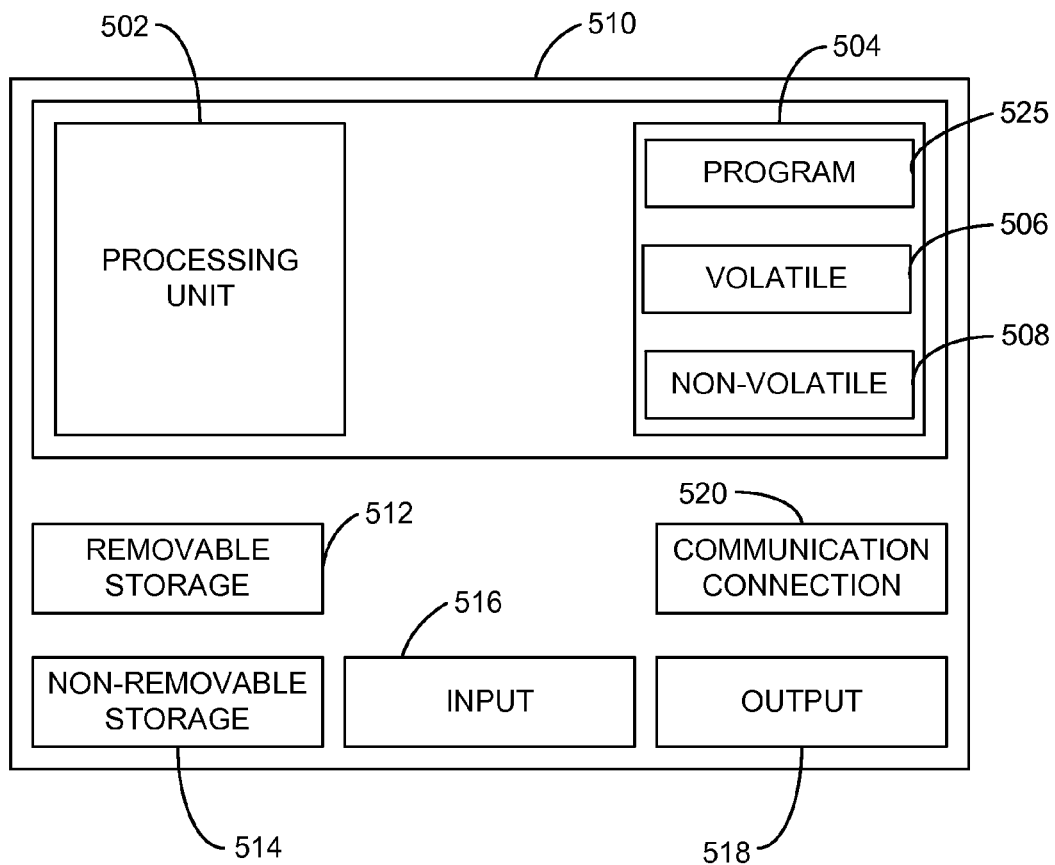 502
510
504
525
PROGRAM
506
PROCESSING
UNIT
VOLATILE
508
NON-VOLATILE
512
520
REMOVABLE
STORAGE
COMMUNICATION
CONNECTION
516
NON-REMOVABLE
STORAGE
INPUT
OUTPUT
514
518